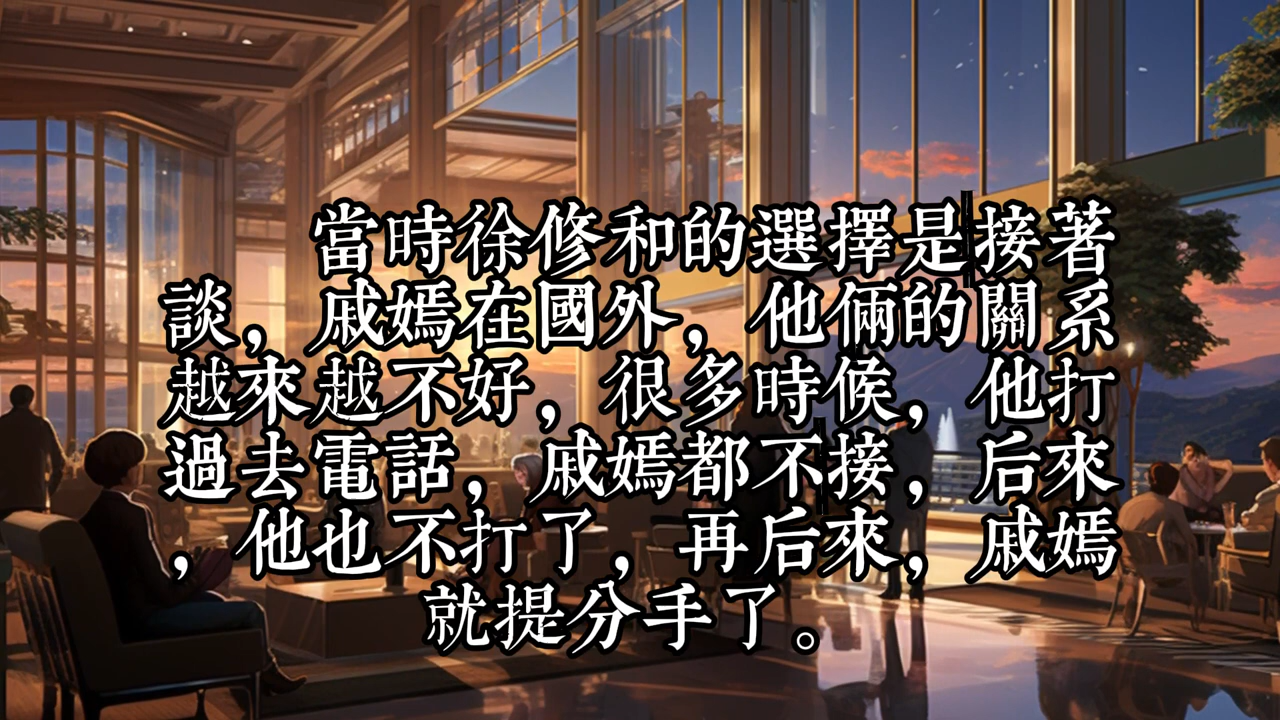 當時徐修和的選擇是接著
談，戚嫣在國外，他倆的關系
越來越不好，很多時候，他打
過去電話，戚嫣都不接，后來
，他也不打了，再后來，戚嫣
就提分手了。